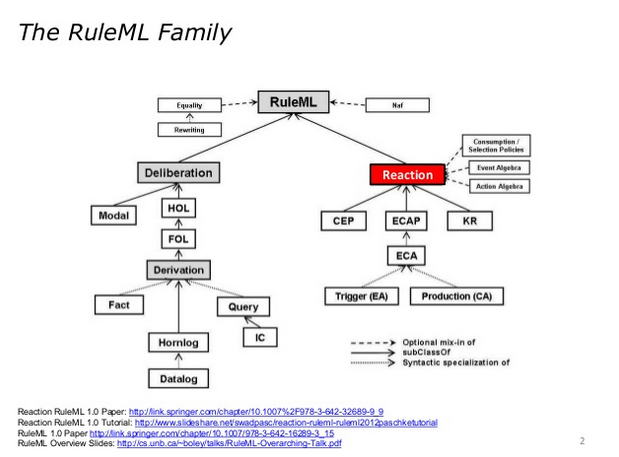 The RuleML Family
Equality
RuleML
Naf
Rewriting
Consumption /
Selection Policies
Event Algebra
Action Algebra
Deliberation
Reaction
Modal
HOL
CEP
ECAP
KR
FOL
ECA
Derivation
Fact
Query
Trigger (EA)
Production (CA)
IC
Hornlog
Datalog
Optional mix-in of
subClassOf
Syntactic specialization of
Reaction RuleML 1.0 Paper: http://link.springer.com/chapter/10.1007%2F978-3-642-32689-9_9
Reaction RuleML 1.0 Tutorial: http://www.slideshare.net/swadpasc/reaction-ruleml-ruleml2012paschketutorial
RuleML 1.0 Paper http://link.springer.com/chapter/10.1007/978-3-642-16289-3_15
RuleML Overview Slides: http://cs.unb.ca/~boley/talks/RuleML-Overarching-Talk.pdf
2